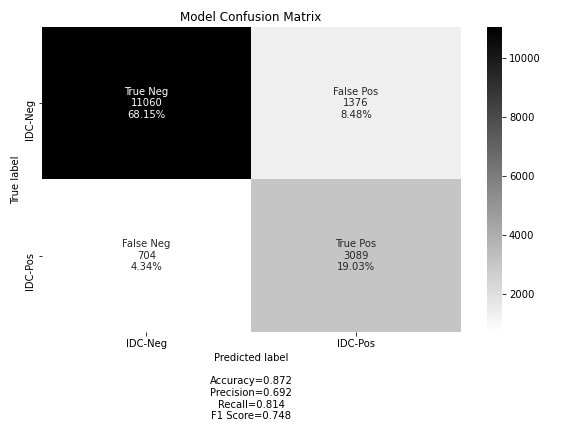 Model Confusion Matrix
True Neg
11060
68.15%
False Pos
1376
8.48%
False Neg
704
4.34%
True Pos
3089
19.03%
IDC-Neg
IDC-Pos
True label
IDC-Neg
IDC-Pos
Predicted label
Accuracy=0.872
Precision=0.692
Recall=0.814
F1 Score=0.748
10000
8000
6000
4000
2000